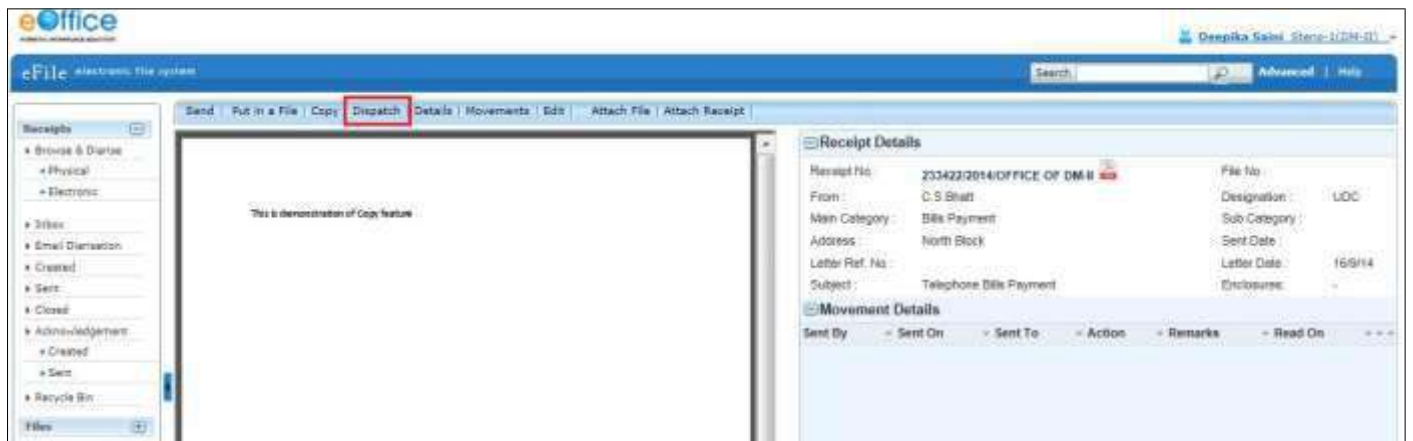 eOffice
Deepika Saini Steno-1(DM-II)
eFile electronic file system
Search Advanced | Help
Send | Put in a File | Copy | Dispatch | Details | Movements | Edit | Attach File | Attach Receipt |
Receipts
Browse & Diarise
Physical
Electronic
Inbox
Email Diarisation
Created
Sent
Closed
Acknowledgement
Created
Sent
Recycle Bin
Files
This is demonstration of Copy feature
Receipt Details
Receipt No. 233422/2014/OFFICE OF DM-II File No
From : C.S.Bhatt Designation : UDC
Main Category : Bills Payment Sub Category :
Address : North Block Sent Date :
Letter Ref. No : Letter Date : 16/9/14
Subject : Telephone Bills Payment Enclosures: -
Movement Details
Sent By Sent On Sent To Action Remarks Read On